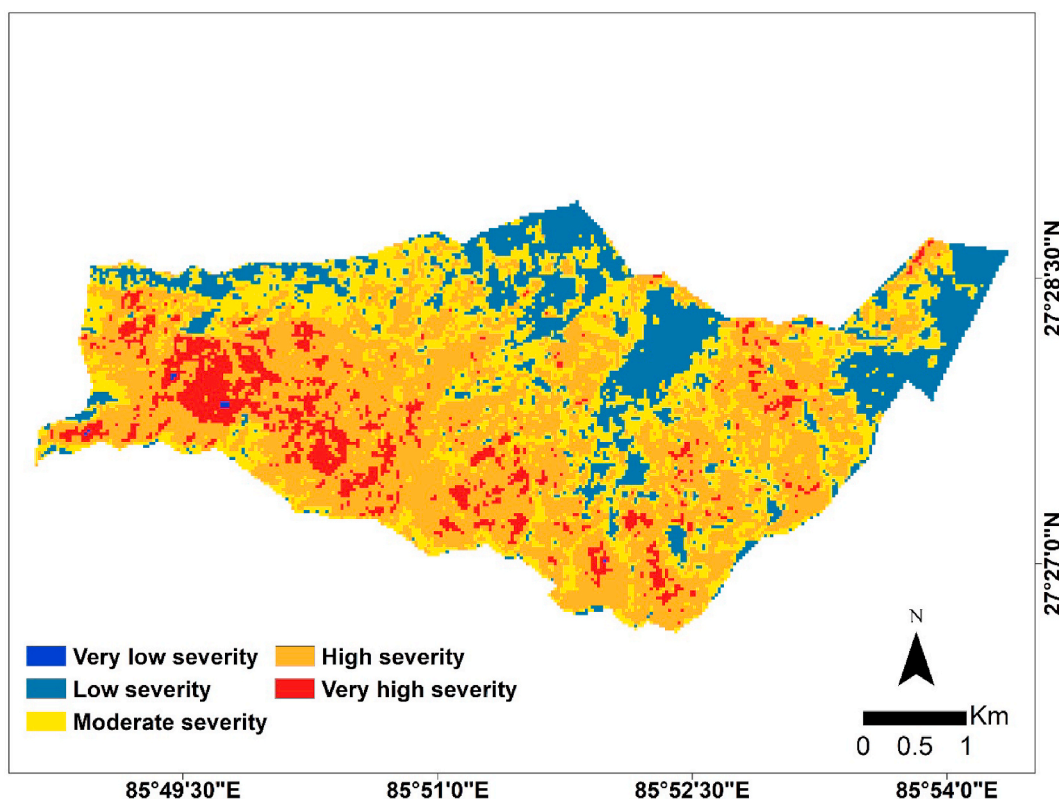 27°28'30"N
27°27'0"N
N
Very low severity
High severity
Low severity
Very high severity
Moderate severity
Km
0 0.5 1
85°49'30"E 85°51'0"E 85°52'30"E 85°54'0"E